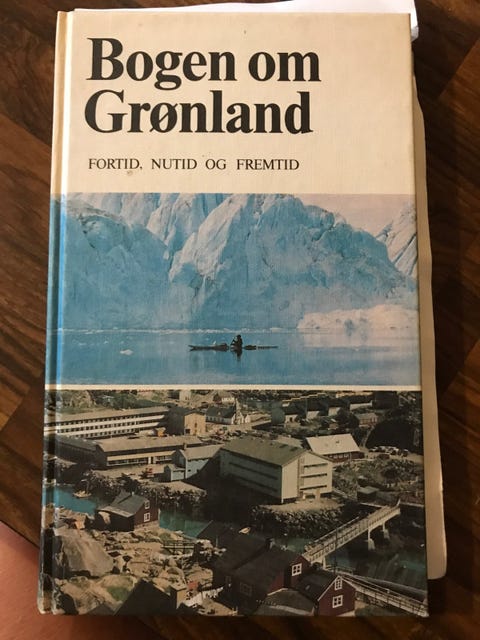 Bogen om
Grønland
FORTID, NUTID OG FREMTID